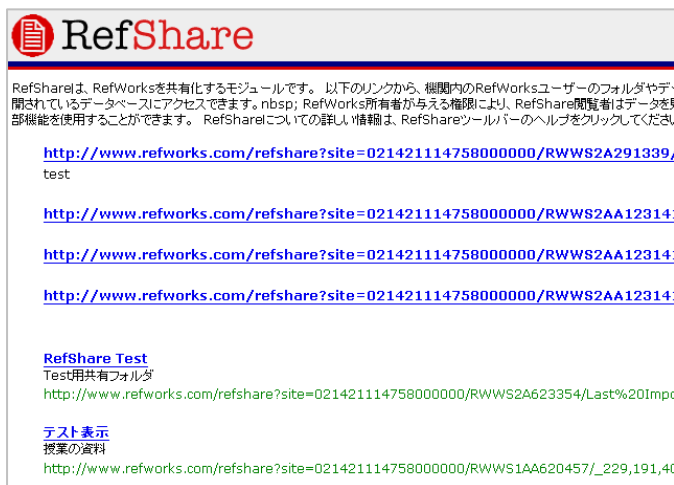 RefShare
RefShareは、RefWorksを共有化するモジュールです。 以下のリンクから、機関内のRefWorksユーザーのフォルダやデー
開されているデータベースにアクセスできます。nbsp; RefWorks所有者が与える権限により、RefShare閲覧者はデータを
部機能を使用することができます。 RefShareについての詳しい情報は、RefShareツールバーのヘルプをクリックしてくださ
http://www.refworks.com/refshare?site=021421114758000000/RWWS2A291339/
test
http://www.refworks.com/refshare?site=021421114758000000/RWWS2AA12314
http://www.refworks.com/refshare?site=021421114758000000/RWWS2AA12314
http://www.refworks.com/refshare?site=021421114758000000/RWWS2AA12314
RefShare Test
Test用共有フォルダ
http://www.refworks.com/refshare?site=021421114758000000/RWWS2A623354/Last%20Impo
テスト表示
授業の資料
http://www.refworks.com/refshare?site=021421114758000000/RWWS1AA620457/_229,191,40